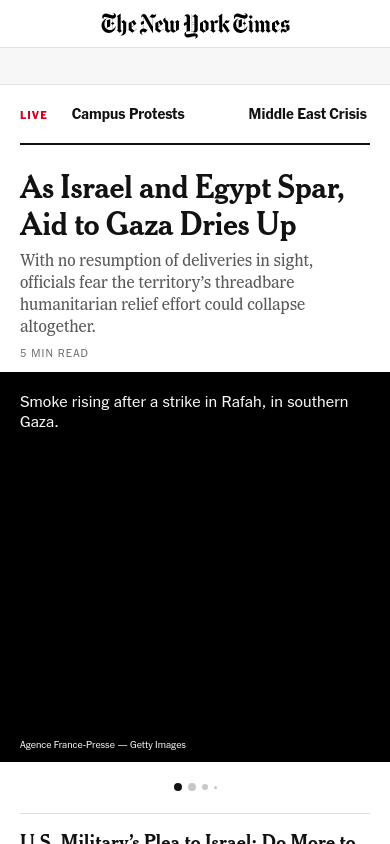 The New York Times
LIVE
Campus Protests
Middle East Crisis
As Israel and Egypt Spar,
Aid to Gaza Dries Up
With no resumption of deliveries in sight,
officials fear the territory’s threadbare
humanitarian relief effort could collapse
altogether.
5 MIN READ
Smoke rising after a strike in Rafah, in southern
Gaza.
Agence France-Presse — Getty Images
U.S. Military’s Plea to Israel: Do More to